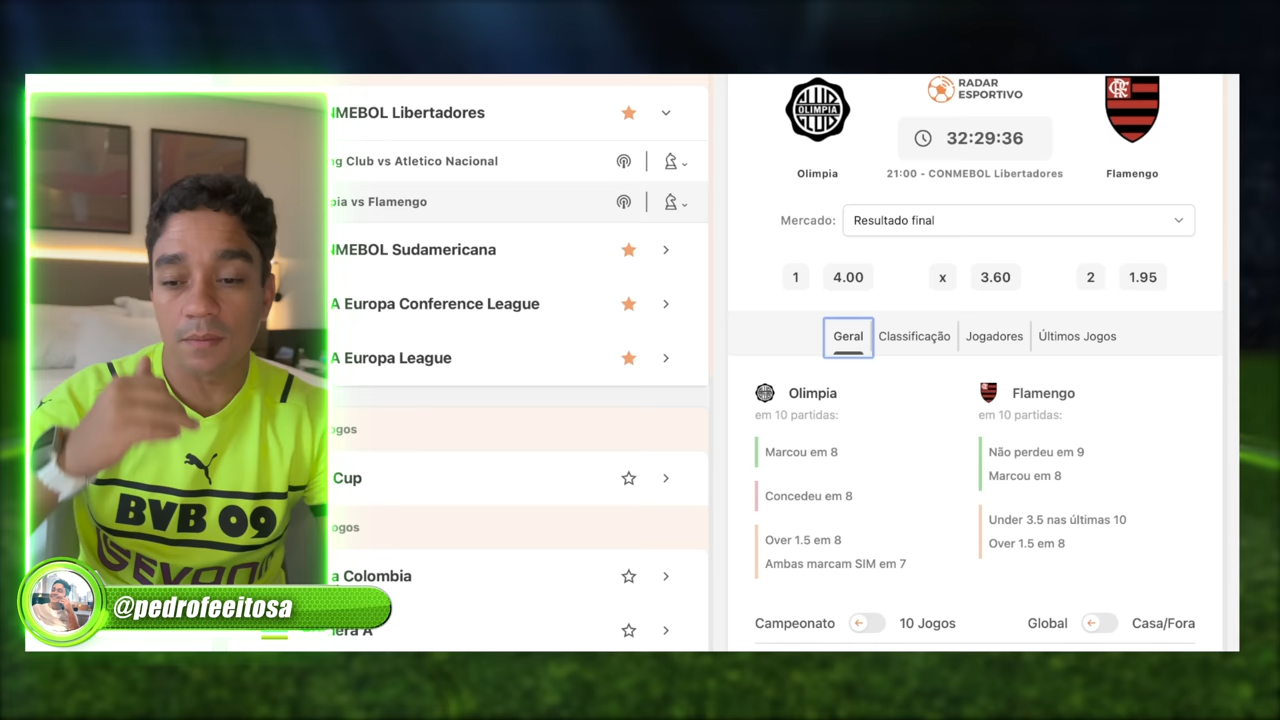 NMEBOL Libertadores
ng Club vs Atletico Nacional
pia vs Flamengo
NMEBOL Sudamericana
A Europa Conference League
A Europa League
ogos
Cup
ogos
a Colombia
iera A
BVB 09
@pedrofeeitosa
OLIMPIA
CLUB
RADAR
ESPORTIVO
32:29:36
Olimpia
21:00 - CONMEBOL Libertadores
Flamengo
Mercado:
Resultado final
1 4.00 x 3.60 2 1.95
Geral Classificação Jogadores Últimos Jogos
Olimpia
em 10 partidas:
Marcou em 8
Concedeu em 8
Over 1.5 em 8
Ambas marcam SIM em 7
Flamengo
em 10 partidas:
Não perdeu em 9
Marcou em 8
Under 3.5 nas últimas 10
Over 1.5 em 8
Campeonato 10 Jogos Global Casa/Fora